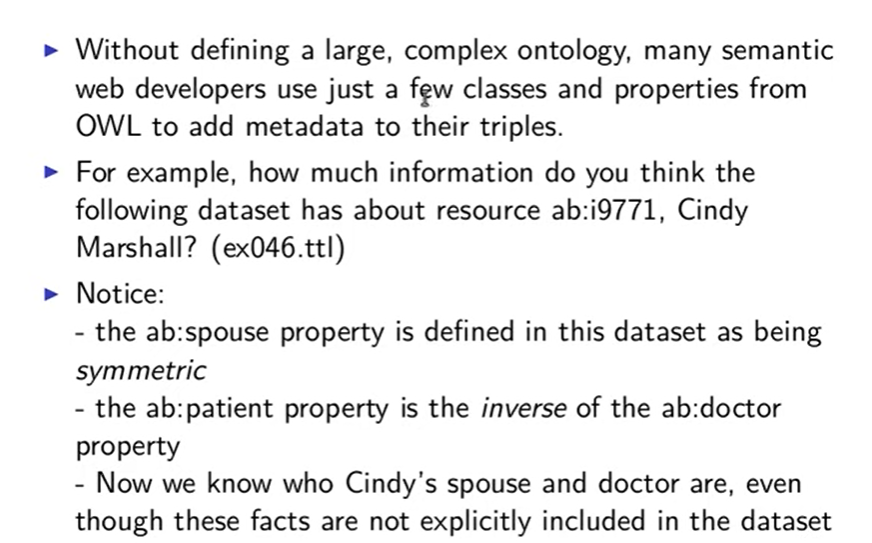 ▶ Without defining a large, complex ontology, many semantic
web developers use just a few classes and properties from
OWL to add metadata to their triples.
▶ For example, how much information do you think the
following dataset has about resource ab:i9771, Cindy
Marshall? (ex046.ttl)
▶ Notice:
- the ab:spouse property is defined in this dataset as being
symmetric
- the ab:patient property is the inverse of the ab:doctor
property
- Now we know who Cindy's spouse and doctor are, even
though these facts are not explicitly included in the dataset